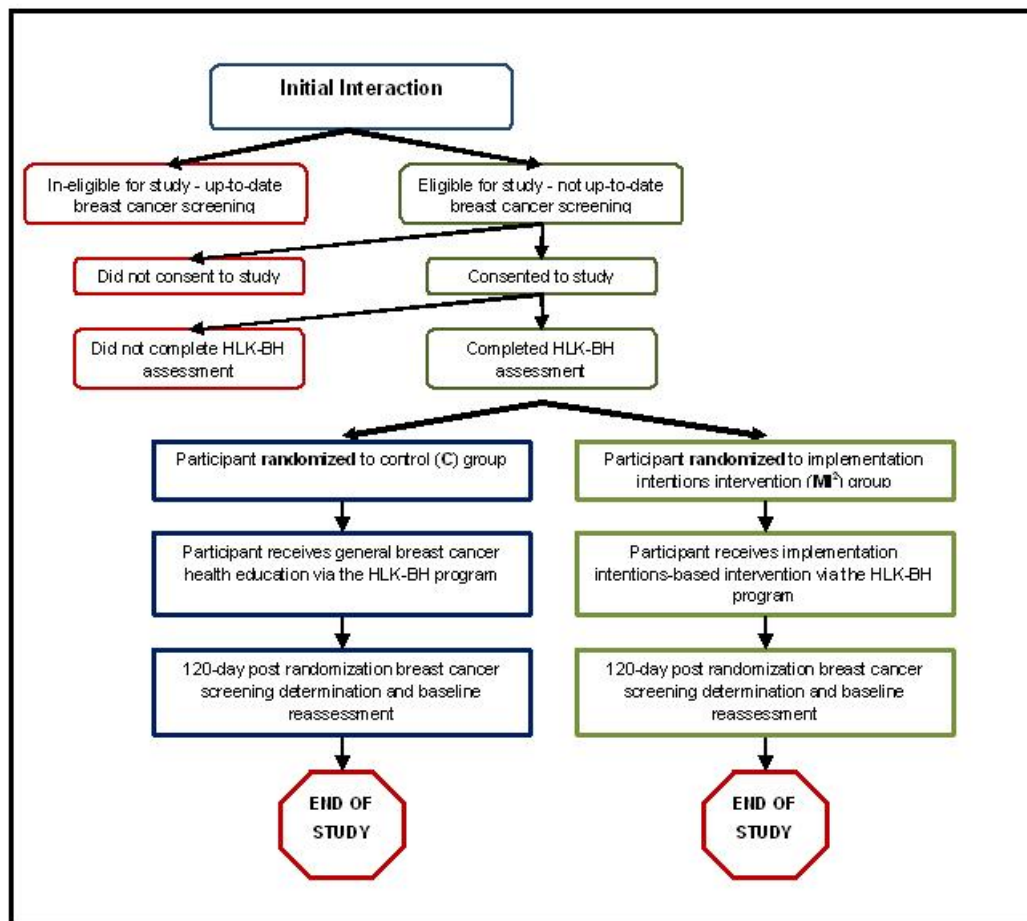 Initial Interaction
In-eligible for study - up-to-date
breast cancer screening
Eligible for study - not up-to-date
breast cancer screening
Did not consent to study
Consented to study
Did not complete HLK-BH
assessment
Completed HLK-BH
assessment
Participant randomized to control (C) group
Participant randomized to implementation
intentions intervention (MI²) group
Participant receives general breast cancer
health education via the HLK-BH program
Participant receives implementation
intentions-based intervention via the HLK-BH
program
120-day post randomization breast cancer
screening determination and baseline
reassessment
120-day post randomization breast cancer
screening determination and baseline
reassessment
END OF
STUDY
END OF
STUDY